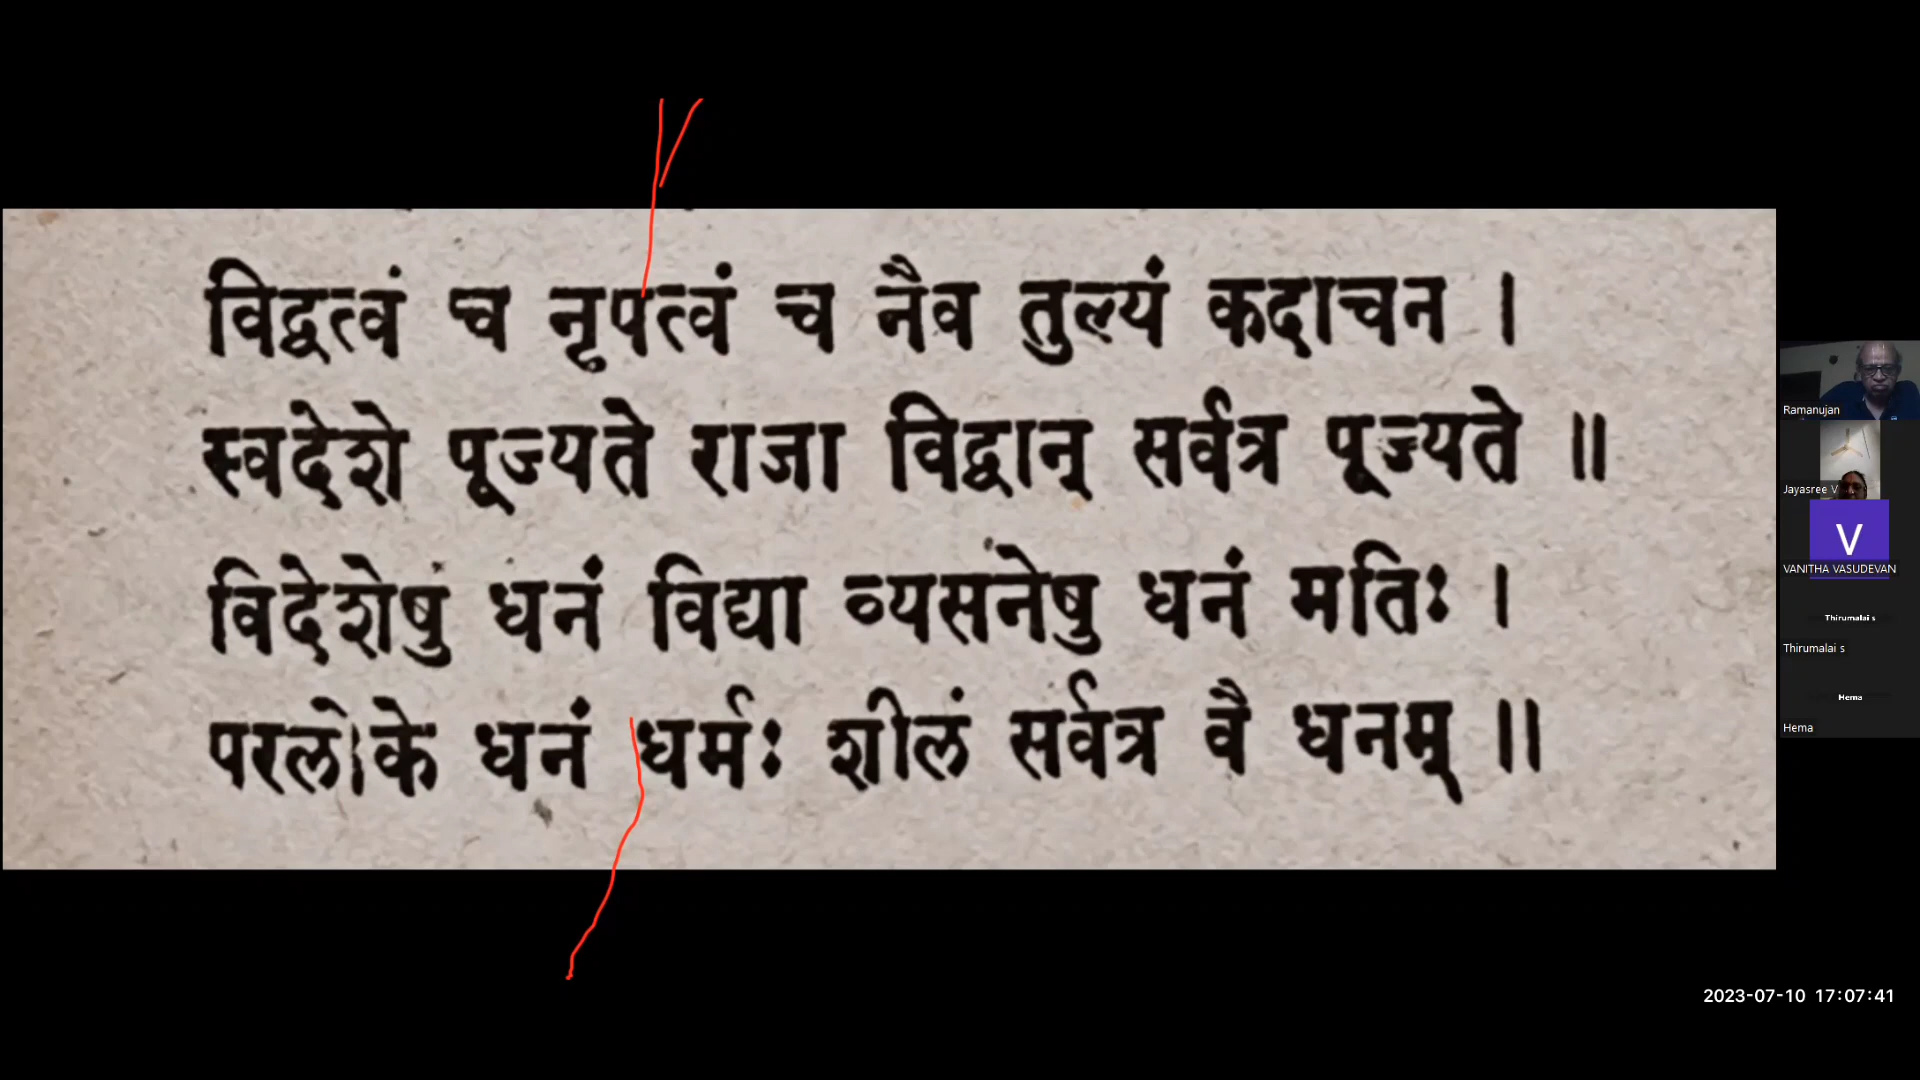 विद्वत्वं च नृपत्वं च नैव तुल्यं कदाचन ।
स्वदेशे पूज्यते राजा विद्वान् सर्वत्र पूज्यते ॥
विदेशेषु धनं विद्या व्यसनेषु धनं मतिः ।
परलोके धनं धर्मः शीलं सर्वत्र वै धनम् ॥
Ramanujan
Jayasree V
V
VANITHA VASUDEVAN
Thirumalai s
Thirumalai s
Hema
Hema
2023-07-10 17:07:41